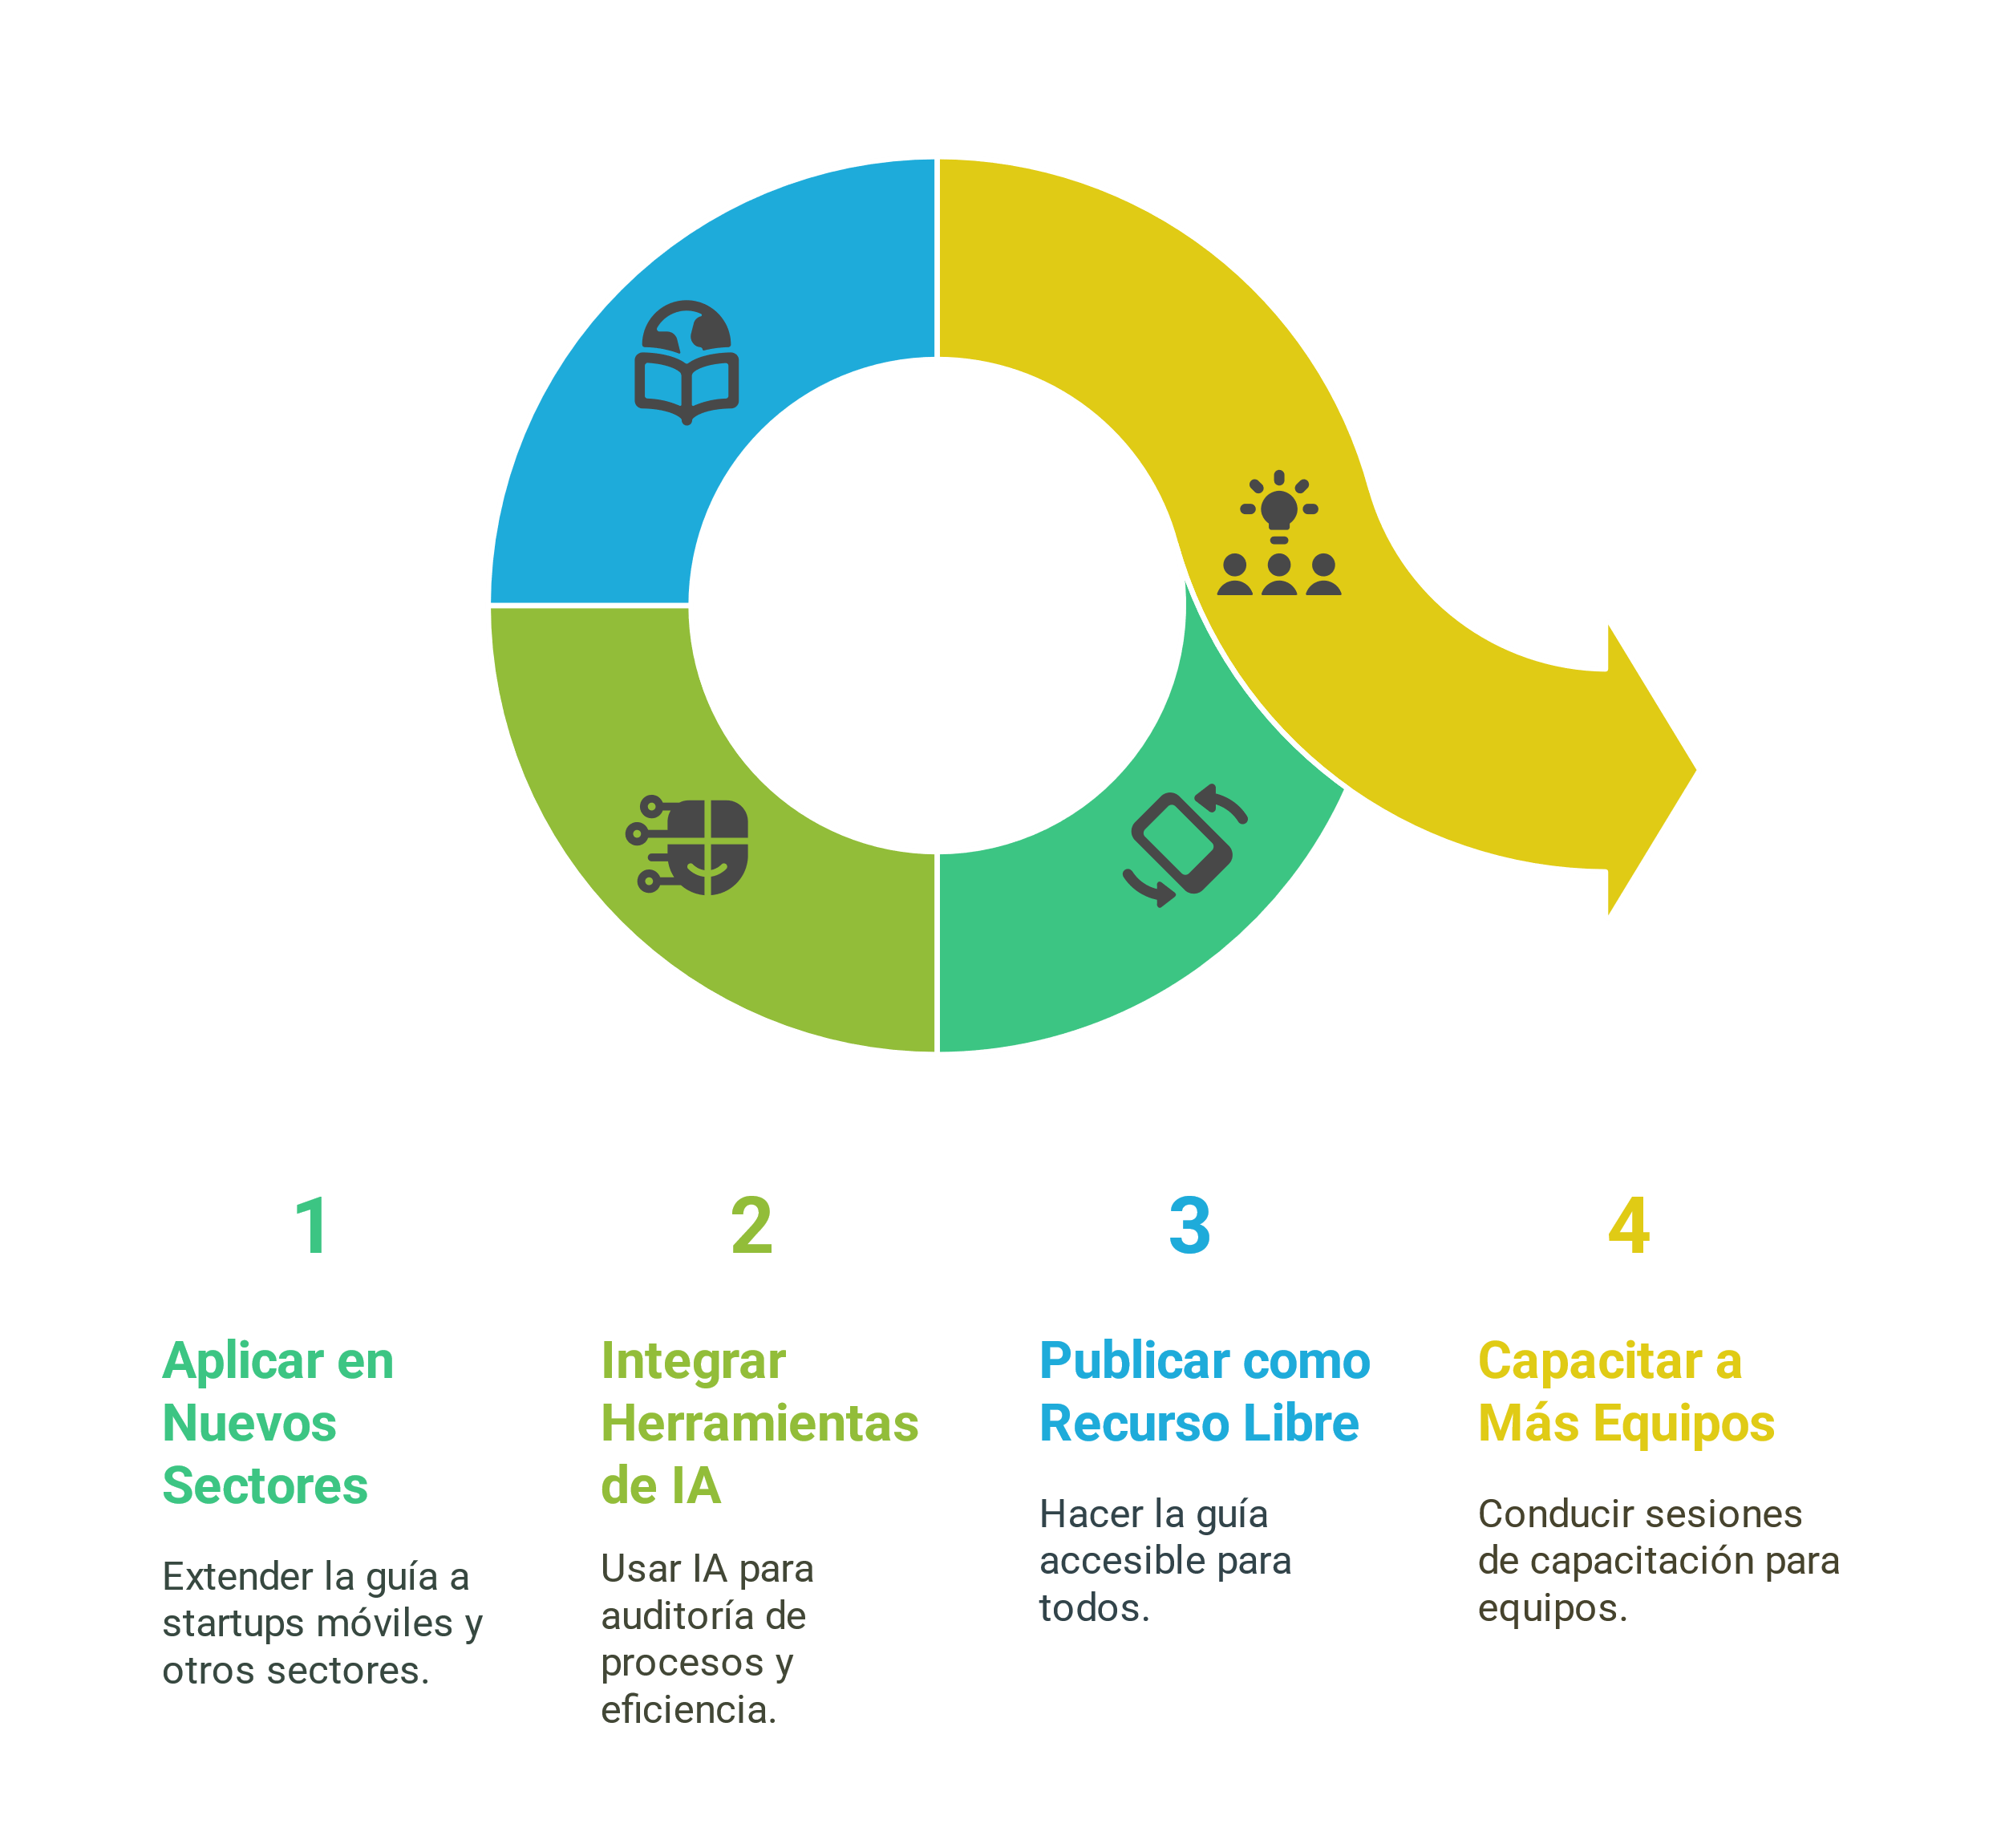 1
Aplicar en
Nuevos
Sectores
Extender la guía a
startups móviles y
otros sectores.
2
Integrar
Herramientas
de IA
Usar IA para
auditoría de
procesos y
eficiencia.
3
Publicar como
Recurso Libre
Hacer la guía
accesible para
todos.
4
Capacitar a
Más Equipos
Conducir sesiones
de capacitación para
equipos.